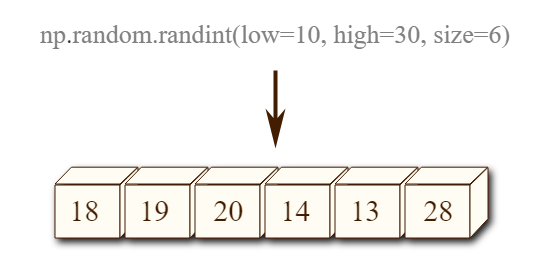 np.random.randint(low=10, high=30, size=6)
18 19 20 14 13 28